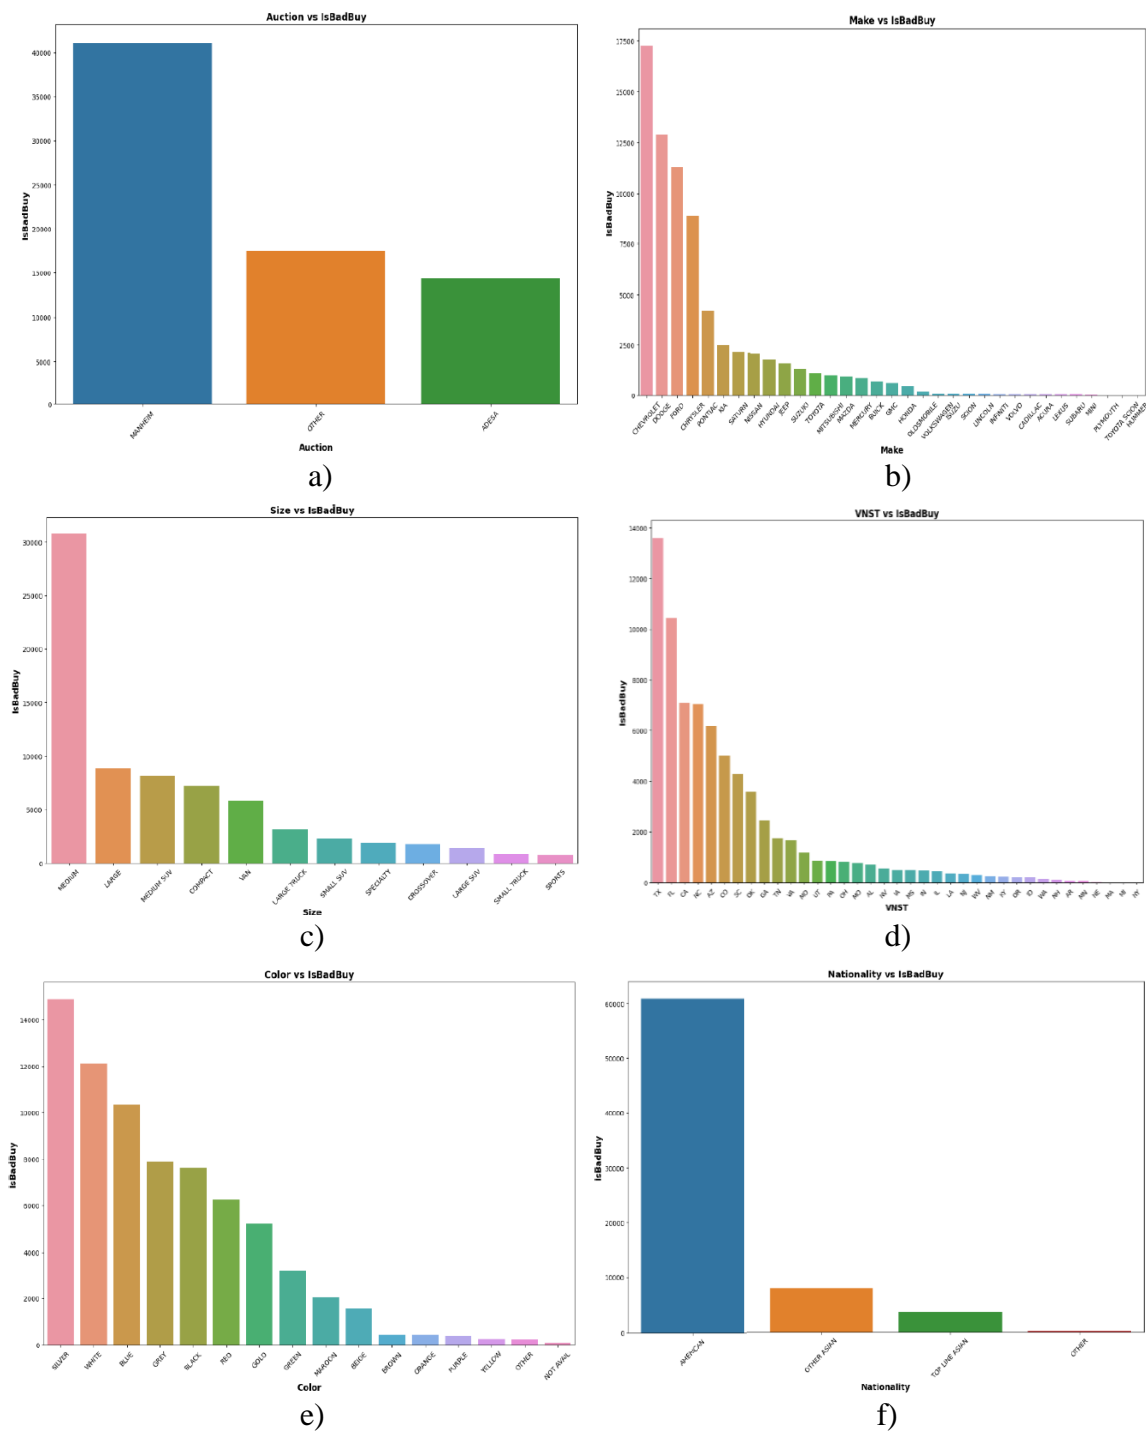 Auction vs IsBadBuy
IsBadBuy
40000
35000
30000
25000
20000
15000
10000
5000
0
MANHEIM
OTHER
ADESA
Auction
a)
Make vs IsBadBuy
IsBadBuy
17500
15000
12500
10000
7500
5000
2500
0
CHEVROLET
DODGE
FORD
CHRYSLER
PONTIAC
KIA
SATURN
NISSAN
HYUNDAI
JEEP
SUZUKI
TOYOTA
MITSUBISHI
MAZDA
MERCURY
BUICK
GMC
HONDA
OLDSMOBILE
VOLKSWAGEN
ISUZU
SCION
LINCOLN
INFINITI
VOLVO
CADILLAC
ACURA
LEXUS
SUBARU
MINI
PLYMOUTH
TOYOTA SCION
HUMMER
Make
b)
Size vs IsBadBuy
IsBadBuy
30000
25000
20000
15000
10000
5000
0
MEDIUM
LARGE
MEDIUM SUV
COMPACT
VAN
LARGE TRUCK
SMALL SUV
SPECIALTY
CROSSOVER
LARGE SUV
SMALL TRUCK
SPORTS
Size
c)
VNST vs IsBadBuy
IsBadBuy
14000
12000
10000
8000
6000
4000
2000
0
TX
FL
CA
NC
AZ
CO
SC
OK
GA
TN
VA
MD
UT
PA
OH
MO
AL
NV
IA
MS
IN
IL
LA
NJ
WV
NM
KY
OR
ID
WA
NH
AR
MN
NE
MA
MI
NY
VNST
d)
Color vs IsBadBuy
IsBadBuy
14000
12000
10000
8000
6000
4000
2000
0
SILVER
WHITE
BLUE
GREY
BLACK
RED
GOLD
GREEN
MAROON
BEIGE
BROWN
ORANGE
PURPLE
YELLOW
OTHER
NOT AVAIL
Color
e)
Nationality vs IsBadBuy
IsBadBuy
60000
50000
40000
30000
20000
10000
0
AMERICAN
OTHER ASIAN
TOP LINE ASIAN
OTHER
Nationality
f)